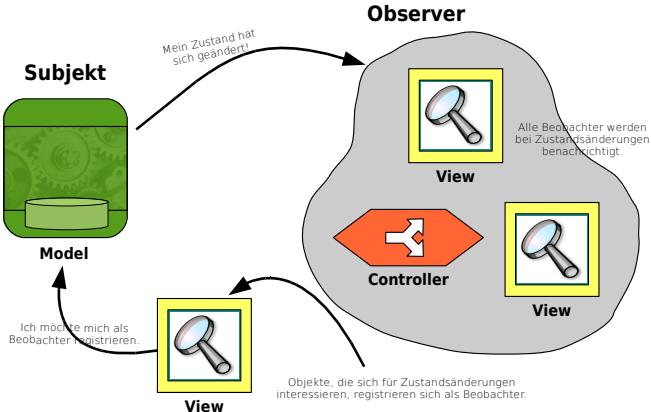 Observer
Mein Zustand hat
sich geändert!
Subjekt
Alle Beobachter werden
bei Zustandsänderungen
benachrichtigt.
View
Model
Controller
View
Ich möchte mich als
Beobachter registrieren.
Objekte, die sich für Zustandsänderungen
interessieren, registrieren sich als Beobachter.
View